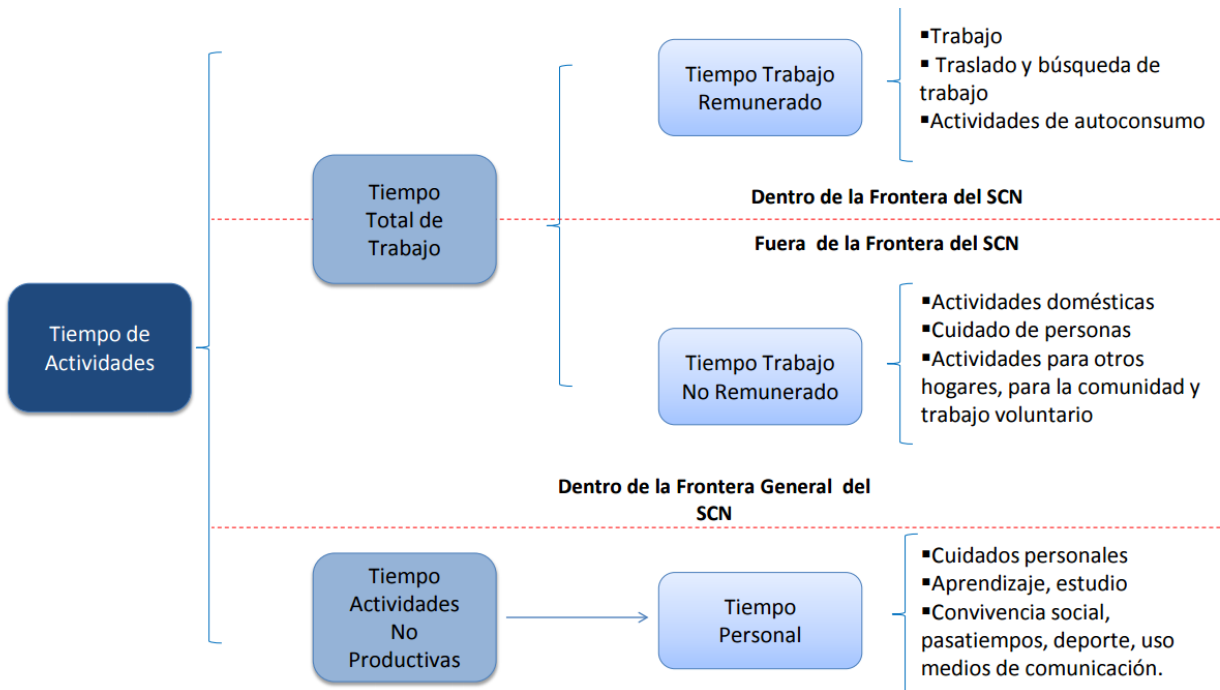 Tiempo de
Actividades
Tiempo
Total de
Trabajo
Tiempo Trabajo
Remunerado
▪Trabajo
▪ Traslado y búsqueda de
trabajo
▪Actividades de autoconsumo
Dentro de la Frontera del SCN
Fuera de la Frontera del SCN
Tiempo Trabajo
No Remunerado
▪Actividades domésticas
▪Cuidado de personas
▪Actividades para otros
hogares, para la comunidad y
trabajo voluntario
Dentro de la Frontera General del
SCN
Tiempo
Actividades
No
Productivas
Tiempo
Personal
▪Cuidados personales
▪Aprendizaje, estudio
▪Convivencia social,
pasatiempos, deporte, uso
medios de comunicación.